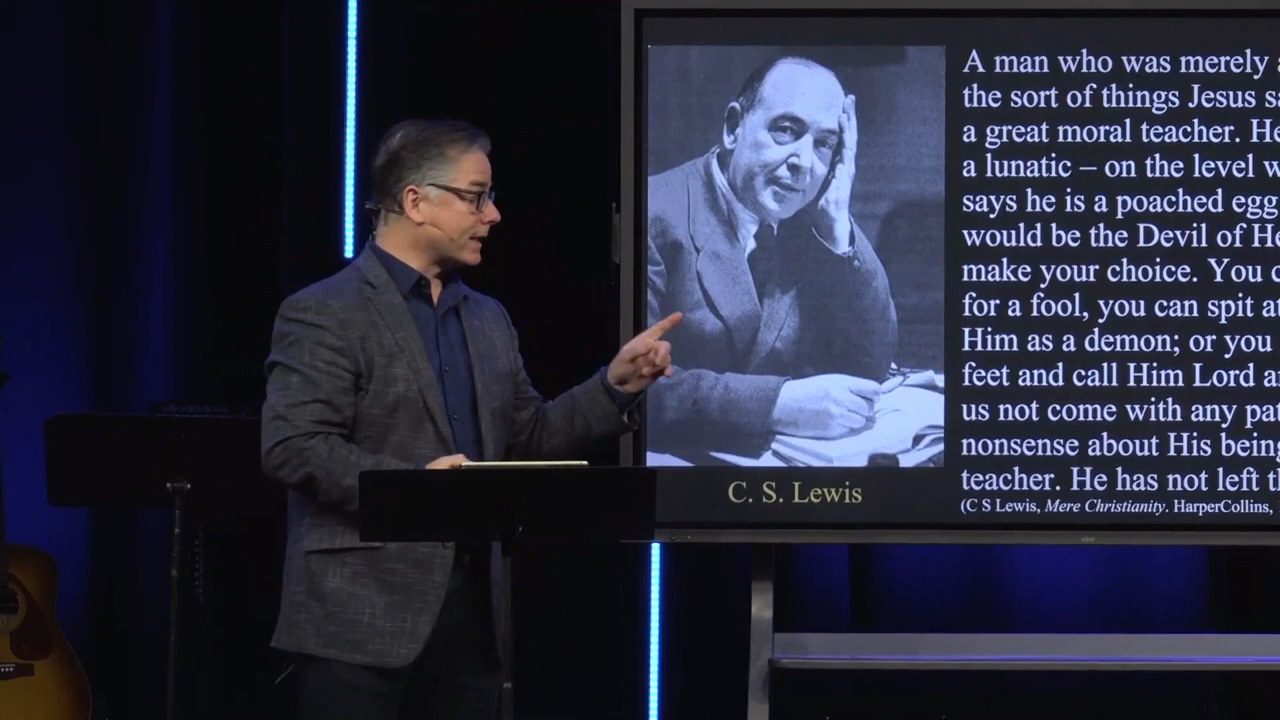 A man who was merely
the sort of things Jesus
a great moral teacher. He
a lunatic – on the level
says he is a poached egg
would be the Devil of
make your choice. You
for a fool, you can spit
Him as a demon; or you
feet and call Him Lord
us not come with any
nonsense about His being
teacher. He has not left
(C S Lewis, Mere Christianity. HarperCollins,
C. S. Lewis